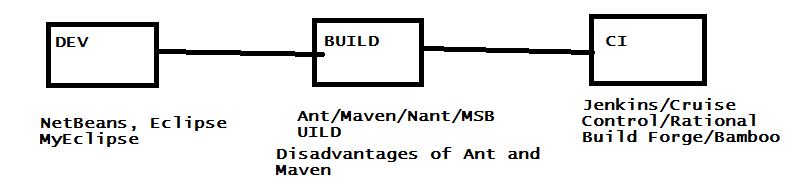 DEV
BUILD
CI
NetBeans, Eclipse
MyEclipse
Ant/Maven/Nant/MSB
UILD
Disadvantages of Ant and
Maven
Jenkins/Cruise
Control/Rational
Build Forge/Bamboo